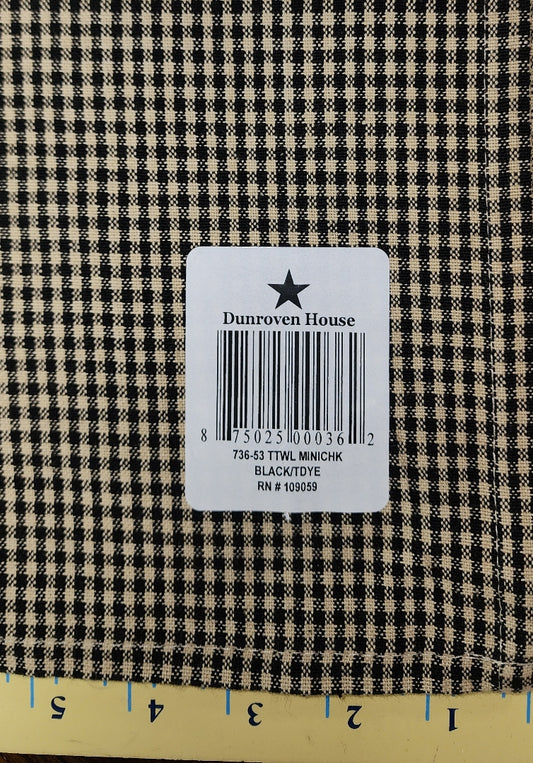 Dunroven House
8 75025 00036 2
736-53 TTWL MINICHK
BLACK/TDYE
RN # 109059
5 4 3 2 1